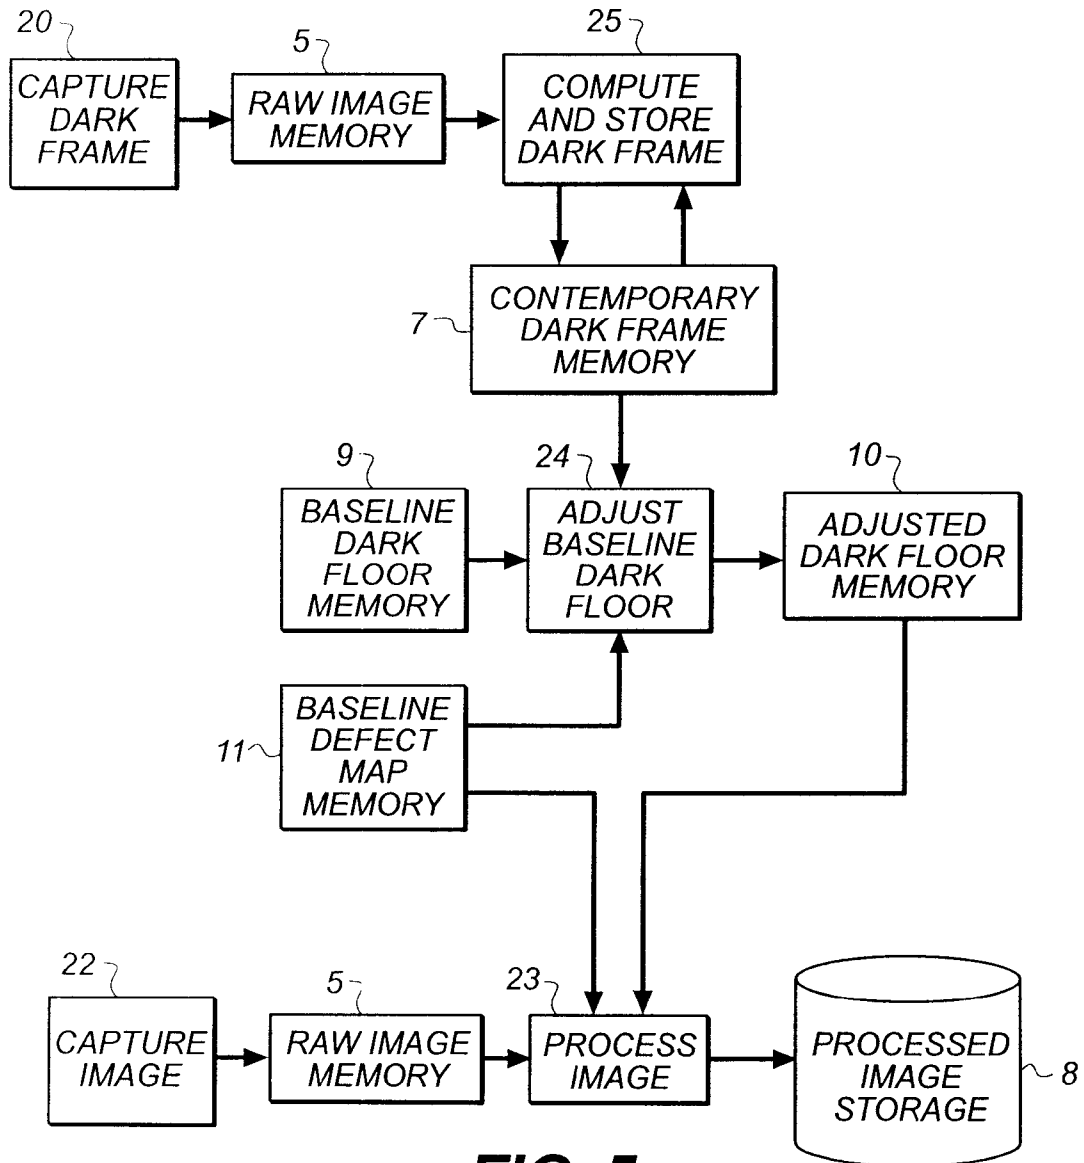 20
CAPTURE
DARK
FRAME
5
RAW IMAGE
MEMORY
25
COMPUTE
AND STORE
DARK FRAME
7
CONTEMPORARY
DARK FRAME
MEMORY
9
BASELINE
DARK
FLOOR
MEMORY
24
ADJUST
BASELINE
DARK
FLOOR
10
ADJUSTED
DARK FLOOR
MEMORY
11
BASELINE
DEFECT
MAP
MEMORY
22
CAPTURE
IMAGE
5
RAW IMAGE
MEMORY
23
PROCESS
IMAGE
PROCESSED
IMAGE
STORAGE
8